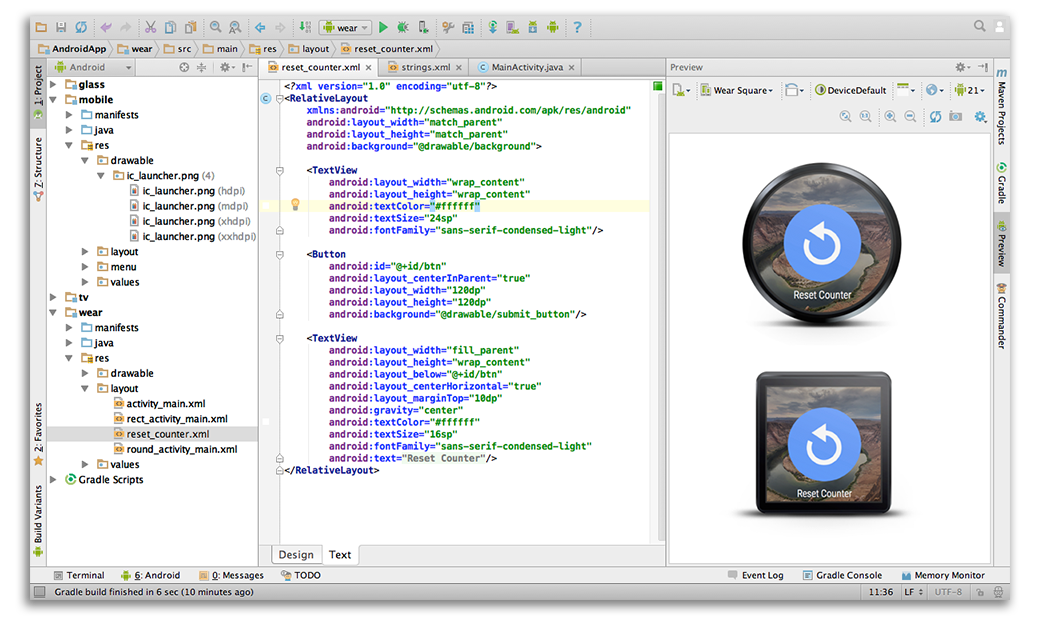 wear
AndroidApp wear src main res layout reset_counter.xml
1: Project
Z: Structure
2: Favorites
Build Variants
Android
glass
mobile
manifests
java
res
drawable
ic_launcher.png (4)
ic_launcher.png (hdpi)
ic_launcher.png (mdpi)
ic_launcher.png (xhdpi)
ic_launcher.png (xxhdpi)
layout
menu
values
tv
wear
manifests
java
res
drawable
layout
activity_main.xml
rect_activity_main.xml
reset_counter.xml
round_activity_main.xml
values
Gradle Scripts
reset_counter.xml strings.xml MainActivity.java
<?xml version="1.0" encoding="utf-8"?>
<RelativeLayout
xmlns:android="http://schemas.android.com/apk/res/android"
android:layout_width="match_parent"
android:layout_height="match_parent"
android:background="@drawable/background">
<TextView
android:layout_width="wrap_content"
android:layout_height="wrap_content"
android:textColor="#ffffff"
android:textSize="24sp"
android:fontFamily="sans-serif-condensed-light"/>
<Button
android:id="@+id/btn"
android:layout_centerInParent="true"
android:layout_width="120dp"
android:layout_height="120dp"
android:background="@drawable/submit_button"/>
<TextView
android:layout_width="fill_parent"
android:layout_height="wrap_content"
android:layout_below="@+id/btn"
android:layout_centerHorizontal="true"
android:layout_marginTop="10dp"
android:gravity="center"
android:textColor="#ffffff"
android:textSize="16sp"
android:fontFamily="sans-serif-condensed-light"
android:text="Reset Counter"/>
</RelativeLayout>
Design Text
Preview
Wear Square DeviceDefault 21
Reset Counter
Reset Counter
m Maven Projects
Gradle
Preview
Commander
Terminal 6: Android 0: Messages TODO Event Log Gradle Console Memory Monitor
Gradle build finished in 6 sec (10 minutes ago) 11:36 LF UTF-8